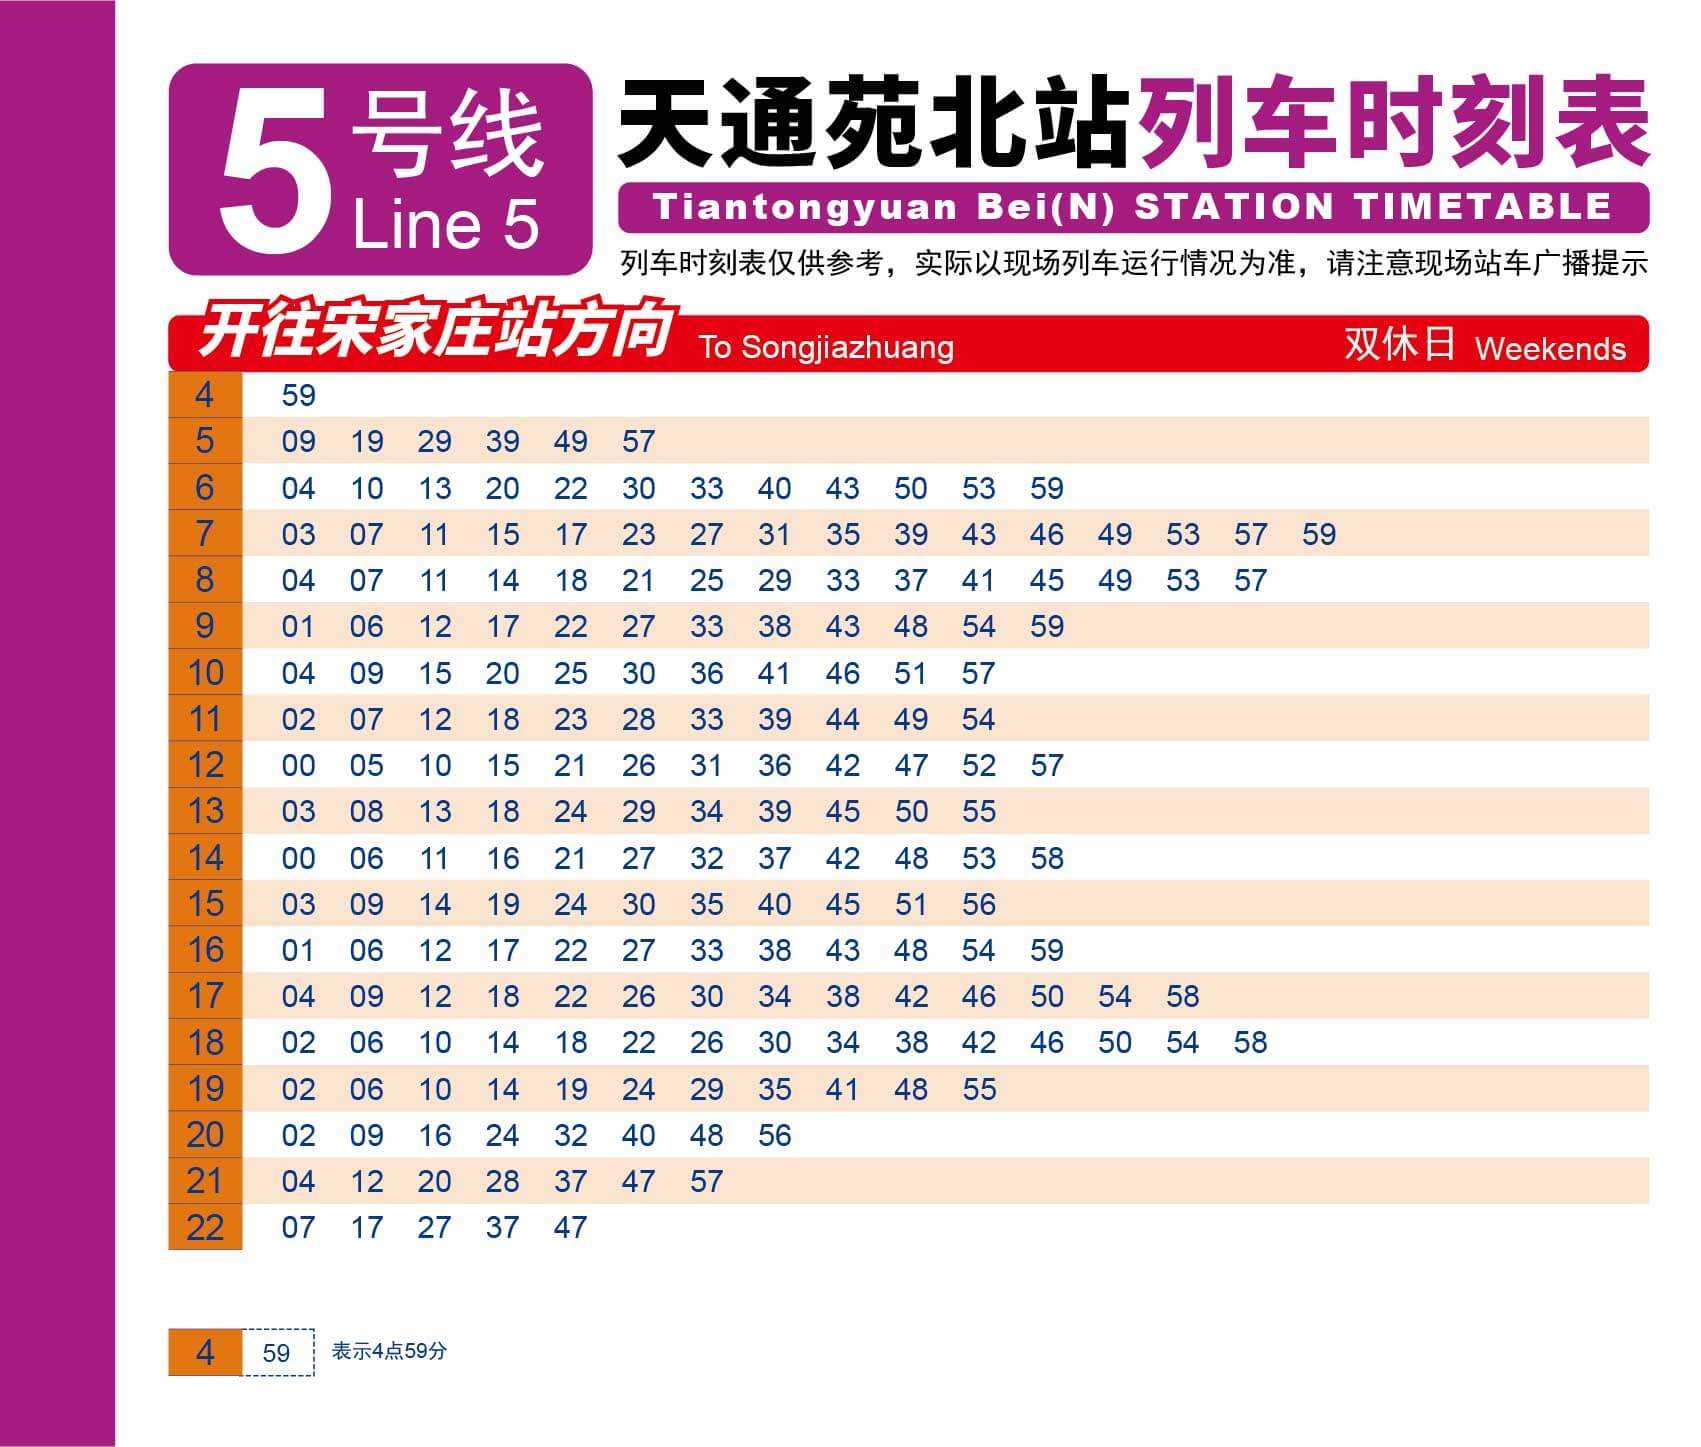 5号线
Line 5
天通苑北站列车时刻表
Tiantongyuan Bei(N) STATION TIMETABLE
列车时刻表仅供参考，实际以现场列车运行情况为准，请注意现场站车广播提示
开往宋家庄站方向 To Songjiazhuang 双休日 Weekends
4 59
5 09 19 29 39 49 57
6 04 10 13 20 22 30 33 40 43 50 53 59
7 03 07 11 15 17 23 27 31 35 39 43 46 49 53 57 59
8 04 07 11 14 18 21 25 29 33 37 41 45 49 53 57
9 01 06 12 17 22 27 33 38 43 48 54 59
10 04 09 15 20 25 30 36 41 46 51 57
11 02 07 12 18 23 28 33 39 44 49 54
12 00 05 10 15 21 26 31 36 42 47 52 57
13 03 08 13 18 24 29 34 39 45 50 55
14 00 06 11 16 21 27 32 37 42 48 53 58
15 03 09 14 19 24 30 35 40 45 51 56
16 01 06 12 17 22 27 33 38 43 48 54 59
17 04 09 12 18 22 26 30 34 38 42 46 50 54 58
18 02 06 10 14 18 22 26 30 34 38 42 46 50 54 58
19 02 06 10 14 19 24 29 35 41 48 55
20 02 09 16 24 32 40 48 56
21 04 12 20 28 37 47 57
22 07 17 27 37 47
4 59 表示4点59分